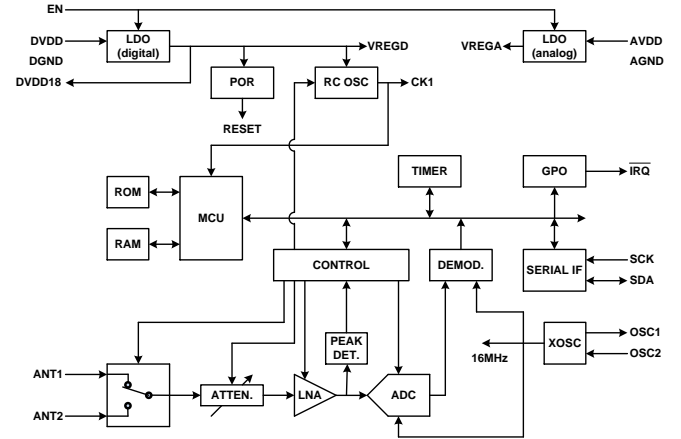 EN
DVDD
LDO
(digital)
VREGD
VREGA
LDO
(analog)
AVDD
DGND
AGND
DVDD18
POR
RC OSC
CK1
RESET
TIMER
GPO
IRQ
ROM
MCU
RAM
CONTROL
DEMOD.
SERIAL IF
SCK
SDA
PEAK
DET.
16MHz
XOSC
OSC1
OSC2
ANT1
ATTEN.
LNA
ADC
ANT2